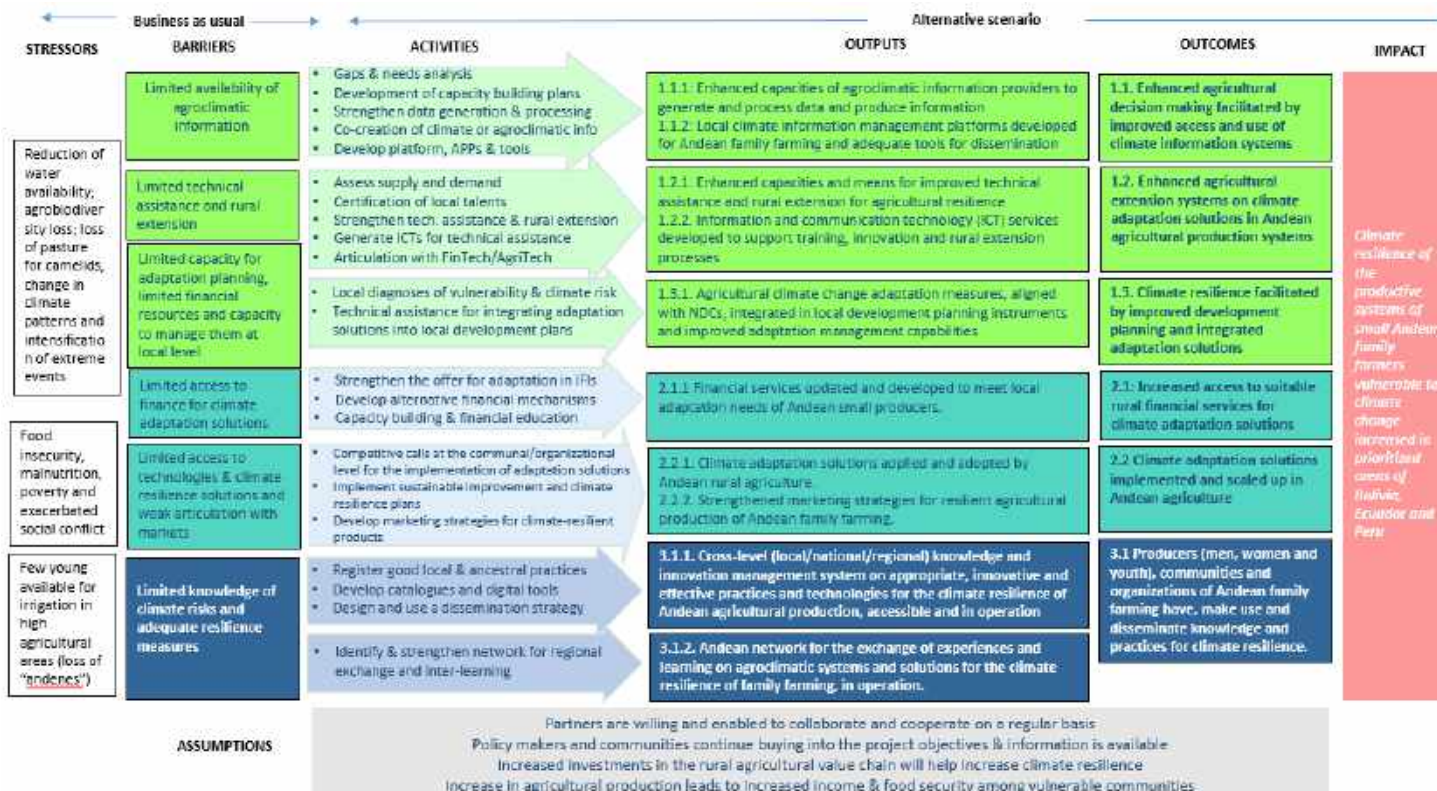 Business as usual
Alternative scenario
STRESSORS
BARRIERS
ACTIVITIES
OUTPUTS
OUTCOMES
IMPACT
Reduction of
water
availability;
agrobiodiver
sity loss; loss
of pasture
for camelids,
change in
climate
patterns and
intensificatio
n of extreme
events
Food
insecurity,
malnutrition,
poverty and
exacerbated
social conflict
Few young
available for
irrigation in
high
agricultural
areas (loss of
"andenes")
Limited availability of
agroclimatic
information
• Gaps & needs analysis
• Development of capacity building plans
• Strengthen data generation & processing
• Co-creation of climate or agroclimatic info
• Develop platform, APPs & tools
1.1.1: Enhanced capacities of agroclimatic information providers to
generate and process data and produce information
1.1.2: Local climate information management platforms developed
for Andean family farming and adequate tools for dissemination
1.1. Enhanced agricultural
decision making facilitated by
improved access and use of
climate information systems
Limited technical
assistance and rural
extension
• Assess supply and demand
• Certification of local talents
• Strengthen tech. assistance & rural extension
• Generate ICTs for technical assistance
• Articulation with FinTech/AgriTech
1.2.1. Enhanced capacities and means for improved technical
assistance and rural extension for agricultural resilience
1.2.2. Information and communication technology (ICT) services
developed to support training, innovation and rural extension
processes
1.2. Enhanced agricultural
extension systems on climate
adaptation solutions in Andean
agricultural production systems
Limited capacity for
adaptation planning,
limited financial
resources and capacity
to manage them at
local level
• Local diagnoses of vulnerability & climate risk
• Technical assistance for integrating adaptation
solutions into local development plans
1.3.1. Agricultural climate change adaptation measures, aligned
with NDCs, integrated in local development planning instruments
and improved adaptation management capabilities
1.3. Climate resilience facilitated
by improved development
planning and integrated
adaptation solutions
Limited access to
finance for climate
adaptation solutions
• Strengthen the offer for adaptation in IFIs
• Develop alternative financial mechanisms
• Capacity building & financial education
2.1.1 Financial services updated and developed to meet local
adaptation needs of Andean small producers.
2.1: Increased access to suitable
rural financial services for
climate adaptation solutions
Limited access to
technologies & climate
resilience solutions and
weak articulation with
markets
• Competitive calls at the communal/organizational
level for the implementation of adaptation solutions
• Implement sustainable improvement and climate
resilience plans
• Develop marketing strategies for climate-resilient
products
2.2.1. Climate adaptation solutions applied and adopted by
Andean rural agriculture.
2.2.2. Strengthened marketing strategies for resilient agricultural
production of Andean family farming.
2.2 Climate adaptation solutions
implemented and scaled up in
Andean agriculture
Limited knowledge of
climate risks and
adequate resilience
measures
• Register good local & ancestral practices
• Develop catalogues and digital tools
• Design and use a dissemination strategy
• Identify & strengthen network for regional
exchange and inter-learning
3.1.1. Cross-level (local/national/regional) knowledge and
innovation management system on appropriate, innovative and
effective practices and technologies for the climate resilience of
Andean agricultural production, accessible and in operation
3.1.2. Andean network for the exchange of experiences and
learning on agroclimatic systems and solutions for the climate
resilience of family farming, in operation.
3.1 Producers (men, women and
youth), communities and
organizations of Andean family
farming have, make use and
disseminate knowledge and
practices for climate resilience.
Climate
resilience of
the
productive
systems of
small Andean
family
farmers
vulnerable to
climate
change
increased in
prioritized
areas of
Bolivia,
Ecuador and
Peru
ASSUMPTIONS
Partners are willing and enabled to collaborate and cooperate on a regular basis
Policy makers and communities continue buying into the project objectives & information is available
Increased investments in the rural agricultural value chain will help increase climate resilience
Increase in agricultural production leads to increased income & food security among vulnerable communities